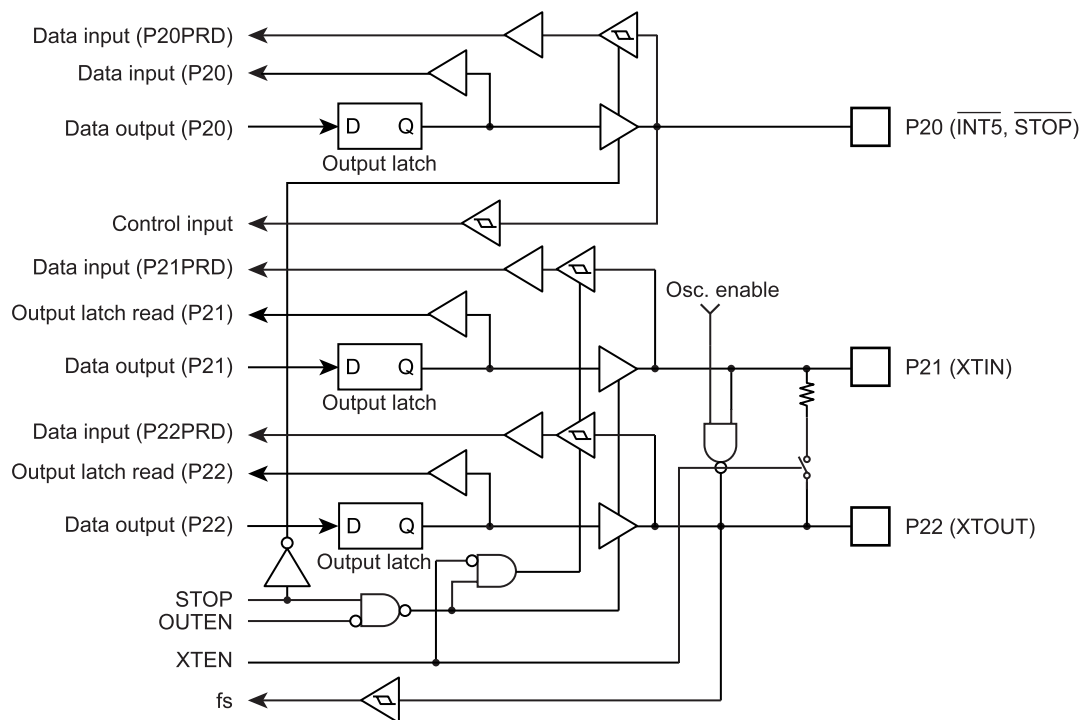 Data input (P20PRD)
Data input (P20)
Data output (P20)
D Q
Output latch
P20 (INT5, STOP)
Control input
Data input (P21PRD)
Osc. enable
Output latch read (P21)
Data output (P21)
D Q
Output latch
P21 (XTIN)
Data input (P22PRD)
Output latch read (P22)
Data output (P22)
D Q
Output latch
P22 (XTOUT)
STOP
OUTEN
XTEN
fs